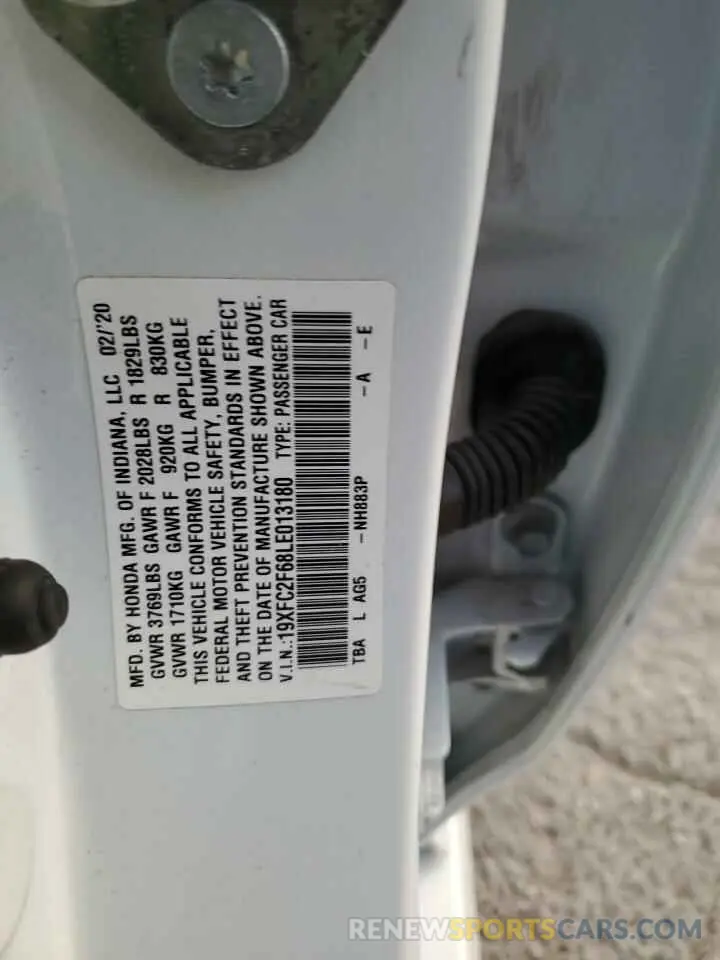 MFD. BY HONDA MFG. OF INDIANA, LLC 02/'20
GVWR 3769LBS GAWR F 2028LBS R 1829LBS
GVWR 1710KG GAWR F 920KG R 830KG
THIS VEHICLE CONFORMS TO ALL APPLICABLE
FEDERAL MOTOR VEHICLE SAFETY, BUMPER,
AND THEFT PREVENTION STANDARDS IN EFFECT
ON THE DATE OF MANUFACTURE SHOWN ABOVE.
V.I.N.:19XFC2F68LE013180 TYPE: PASSENGER CAR
TBA L AG5 -NH883P -A -E
RENEWSPORTSCARS.COM